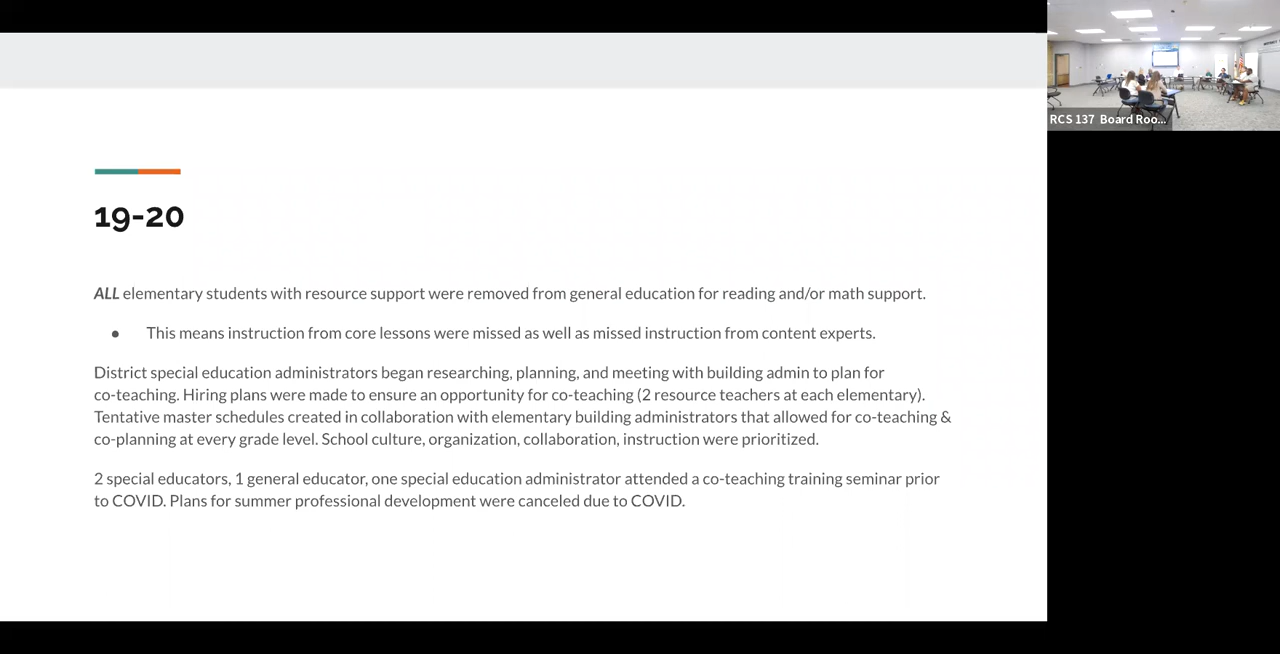 RCS 137 Board Roo...
19-20
ALL elementary students with resource support were removed from general education for reading and/or math support.
● This means instruction from core lessons were missed as well as missed instruction from content experts.
District special education administrators began researching, planning, and meeting with building admin to plan for
co-teaching. Hiring plans were made to ensure an opportunity for co-teaching (2 resource teachers at each elementary).
Tentative master schedules created in collaboration with elementary building administrators that allowed for co-teaching &
co-planning at every grade level. School culture, organization, collaboration, instruction were prioritized.
2 special educators, 1 general educator, one special education administrator attended a co-teaching training seminar prior
to COVID. Plans for summer professional development were canceled due to COVID.